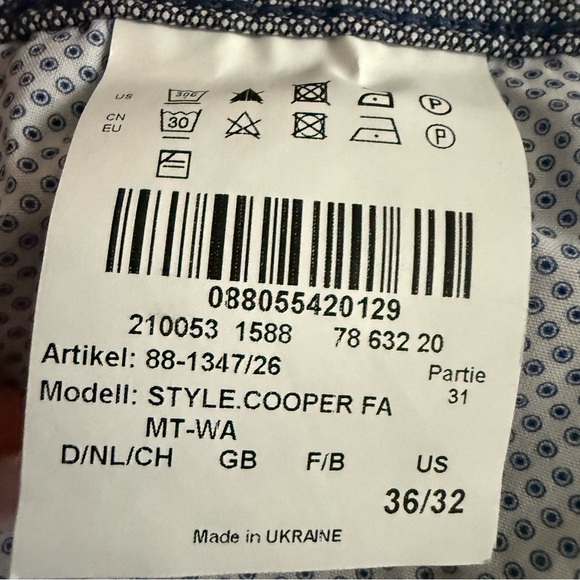 US 30C P
CN
EU 30 P
088055420129
210053 1588 78 632 20
Artikel: 88-1347/26
Partie
31
Modell: STYLE.COOPER FA
MT-WA
D/NL/CH GB F/B US
36/32
Made in UKRAINE